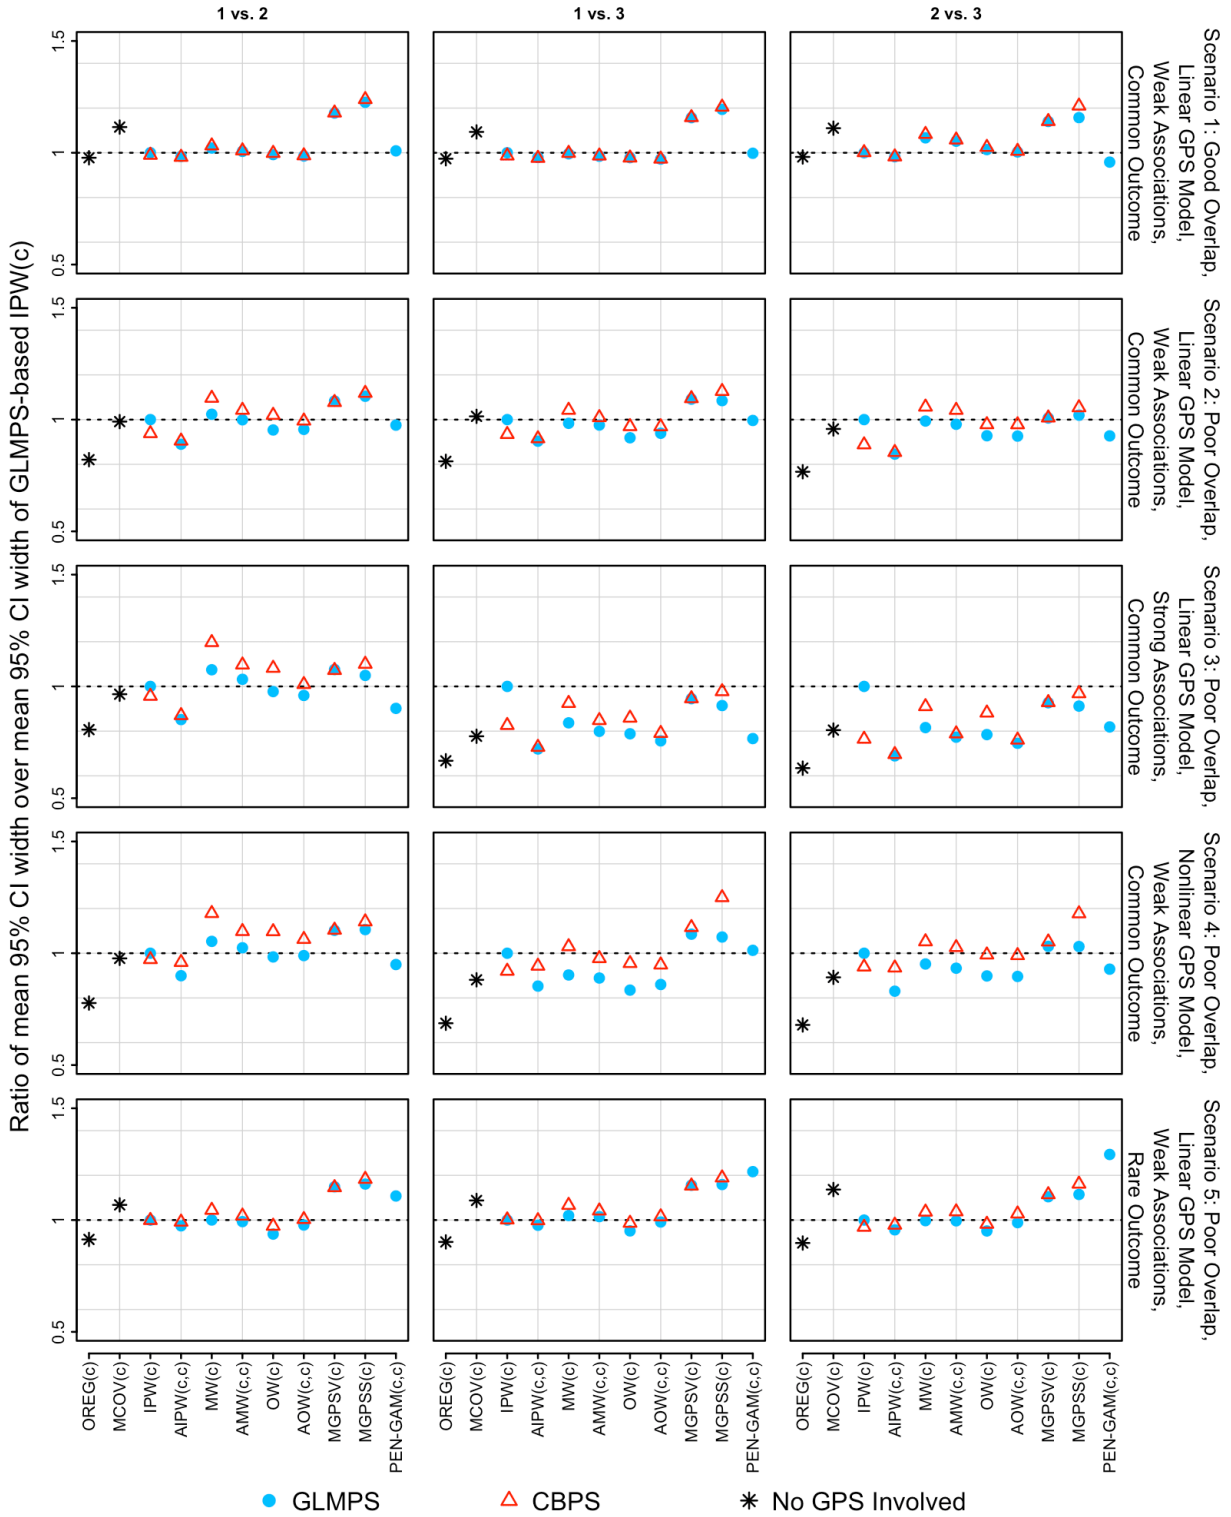 1 vs. 2
1 vs. 3
2 vs. 3
Scenario 1: Good Overlap,
Linear GPS Model,
Weak Associations,
Common Outcome
Scenario 2: Poor Overlap,
Linear GPS Model,
Weak Associations,
Common Outcome
Scenario 3: Poor Overlap,
Linear GPS Model,
Strong Associations,
Common Outcome
Scenario 4: Poor Overlap,
Nonlinear GPS Model,
Weak Associations,
Common Outcome
Scenario 5: Poor Overlap,
Linear GPS Model,
Weak Associations,
Rare Outcome
Ratio of mean 95% CI width over mean 95% CI width of GLMPS-based IPW(c)
1.5
1
0.5
1.5
1
0.5
1.5
1
0.5
1.5
1
0.5
1.5
1
0.5
OREG(c)
MCOV(c)
IPW(c)
AIPW(c,c)
MW(c)
AMW(c,c)
OW(c)
AOW(c,c)
MGPSV(c)
MGPSS(c)
PEN-GAM(c,c)
OREG(c)
MCOV(c)
IPW(c)
AIPW(c,c)
MW(c)
AMW(c,c)
OW(c)
AOW(c,c)
MGPSV(c)
MGPSS(c)
PEN-GAM(c,c)
OREG(c)
MCOV(c)
IPW(c)
AIPW(c,c)
MW(c)
AMW(c,c)
OW(c)
AOW(c,c)
MGPSV(c)
MGPSS(c)
PEN-GAM(c,c)
GLMPS
CBPS
No GPS Involved